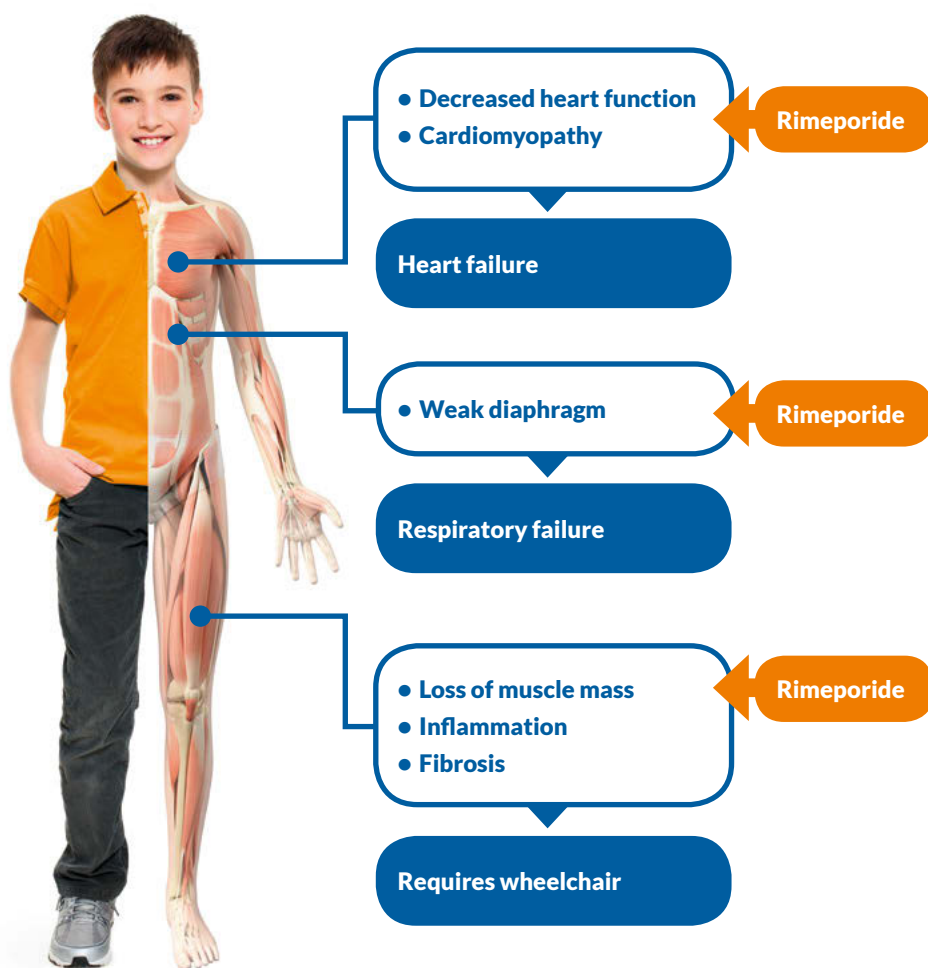 ● Decreased heart function
● Cardiomyopathy
Rimeporide
Heart failure
● Weak diaphragm
Rimeporide
Respiratory failure
● Loss of muscle mass
● Inflammation
● Fibrosis
Rimeporide
Requires wheelchair